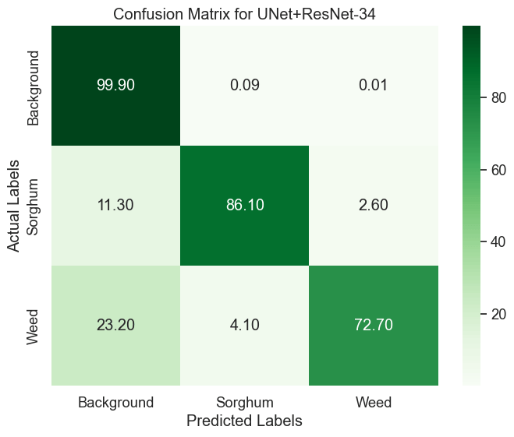 Confusion Matrix for UNet+ResNet-34
Actual Labels
Background
99.90 0.09 0.01
Sorghum
11.30 86.10 2.60
Weed
23.20 4.10 72.70
Background Sorghum Weed
Predicted Labels
80
60
40
20